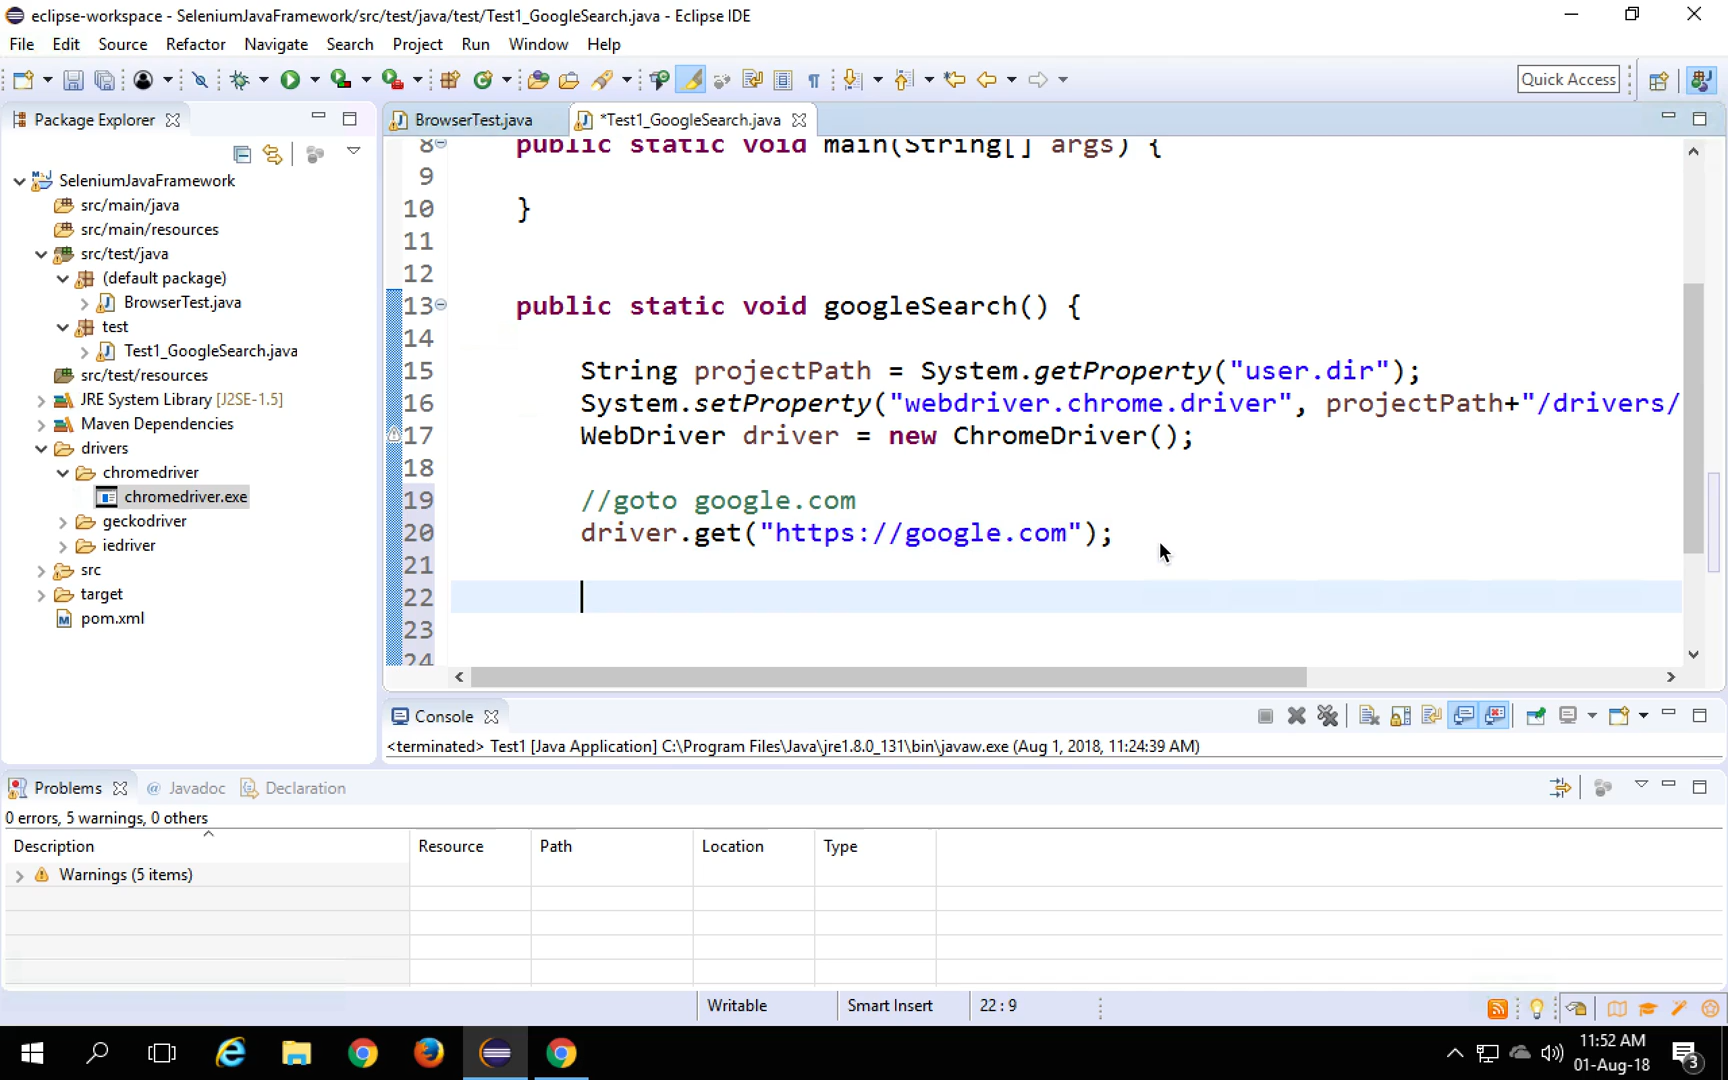 eclipse-workspace - SeleniumJavaFramework/src/test/java/test/Test1_GoogleSearch.java - Eclipse IDE
File Edit Source Refactor Navigate Search Project Run Window Help
Quick Access
Package Explorer
SeleniumJavaFramework
src/main/java
src/main/resources
src/test/java
(default package)
BrowserTest.java
test
Test1_GoogleSearch.java
src/test/resources
JRE System Library [J2SE-1.5]
Maven Dependencies
drivers
chromedriver
chromedriver.exe
geckodriver
iedriver
src
target
pom.xml
BrowserTest.java *Test1_GoogleSearch.java
8 public static void main(String[] args) {
9
10 }
11
12
13 public static void googleSearch() {
14
15 String projectPath = System.getProperty("user.dir");
16 System.setProperty("webdriver.chrome.driver", projectPath+"/drivers/
17 WebDriver driver = new ChromeDriver();
18
19 //goto google.com
20 driver.get("https://google.com");
21
22
23
24
Console
<terminated> Test1 [Java Application] C:\Program Files\Java\jre1.8.0_131\bin\javaw.exe (Aug 1, 2018, 11:24:39 AM)
Problems @ Javadoc Declaration
0 errors, 5 warnings, 0 others
Description Resource Path Location Type
Warnings (5 items)
Writable Smart Insert 22 : 9
11:52 AM
01-Aug-18
3